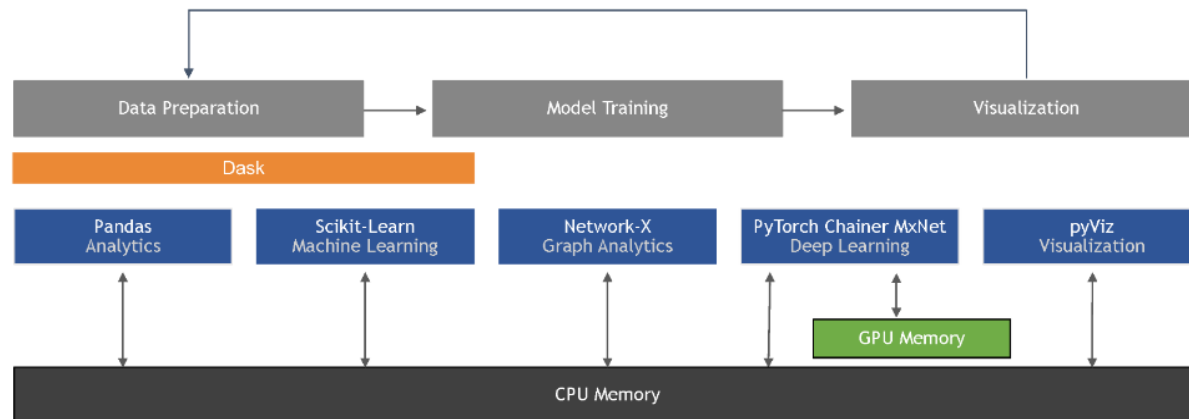 Data Preparation
Model Training
Visualization
Dask
Pandas
Analytics
Scikit-Learn
Machine Learning
Network-X
Graph Analytics
PyTorch Chainer MxNet
Deep Learning
pyViz
Visualization
GPU Memory
CPU Memory